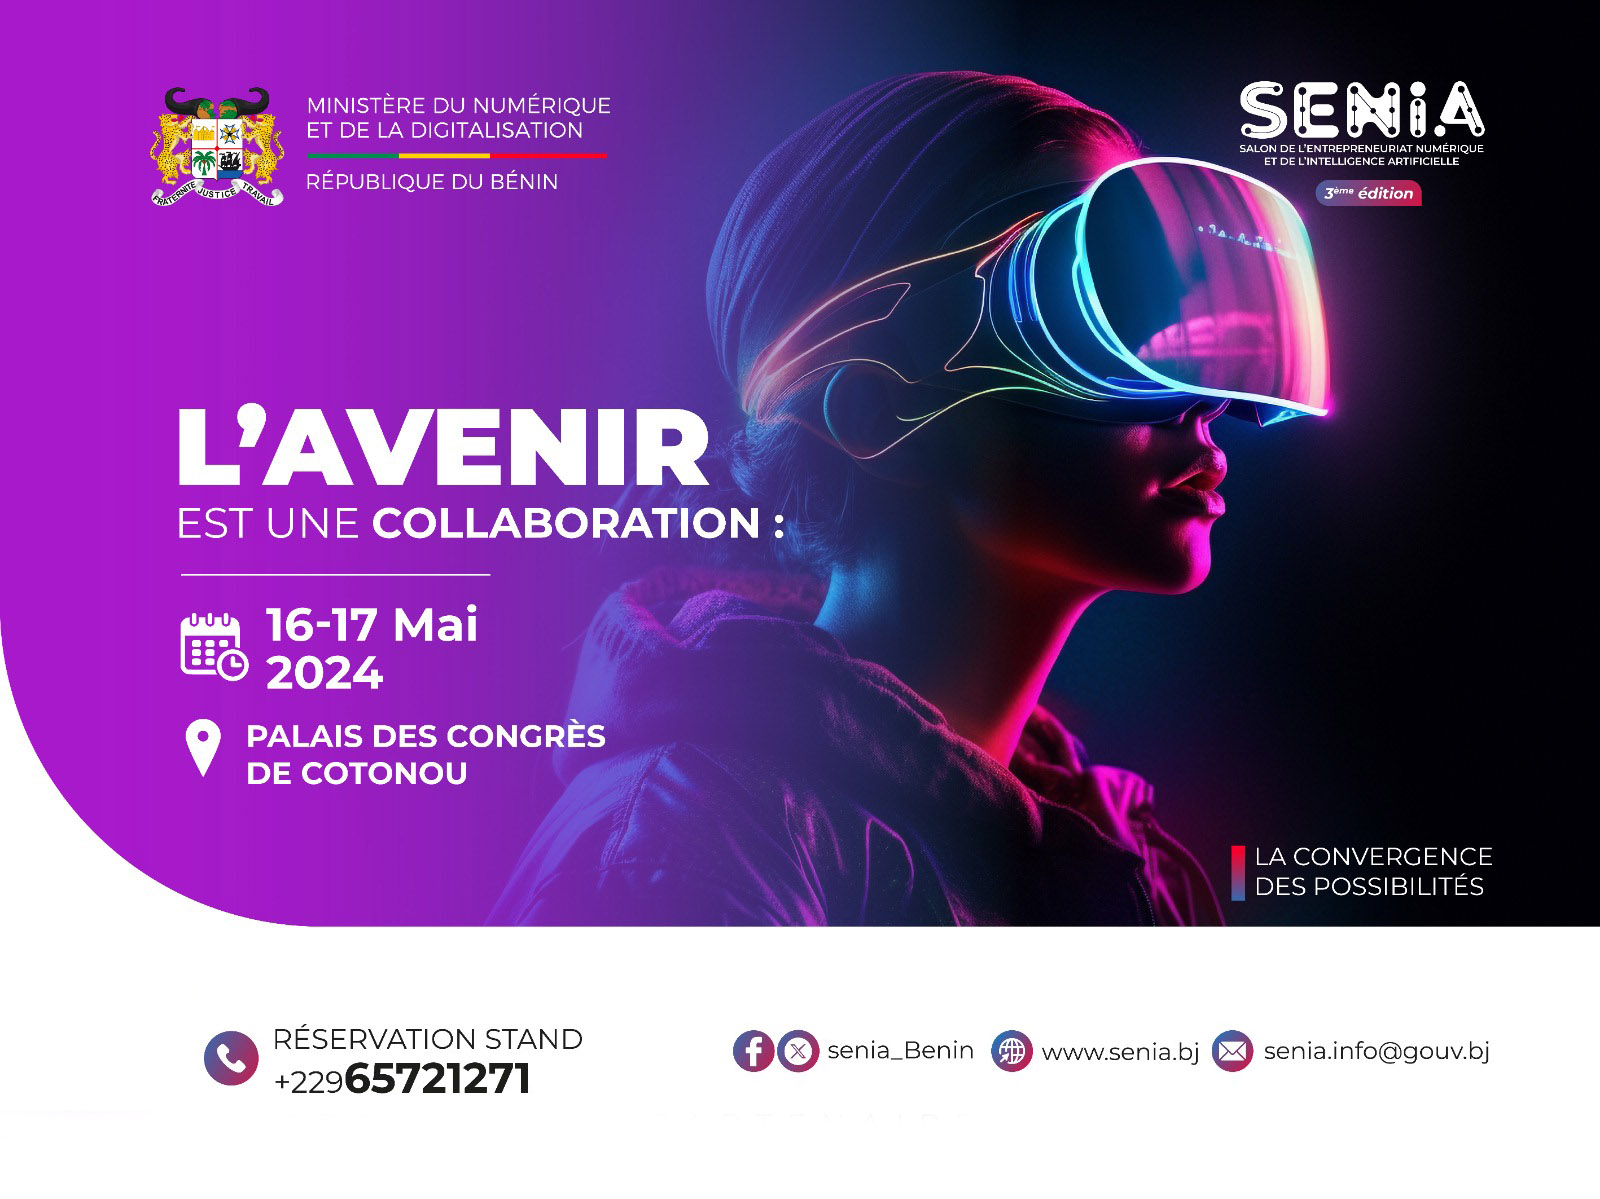 MINISTÈRE DU NUMÉRIQUE
ET DE LA DIGITALISATION
RÉPUBLIQUE DU BÉNIN
FRATERNITÉ JUSTICE TRAVAIL
SENiA
SALON DE L'ENTREPRENEURIAT NUMÉRIQUE
ET DE L'INTELLIGENCE ARTIFICIELLE
3ème édition
L'AVENIR
EST UNE COLLABORATION :
16-17 Mai
2024
PALAIS DES CONGRÈS
DE COTONOU
LA CONVERGENCE
DES POSSIBILITÉS
RÉSERVATION STAND
+22965721271
senia_Benin
www.senia.bj
senia.info@gouv.bj